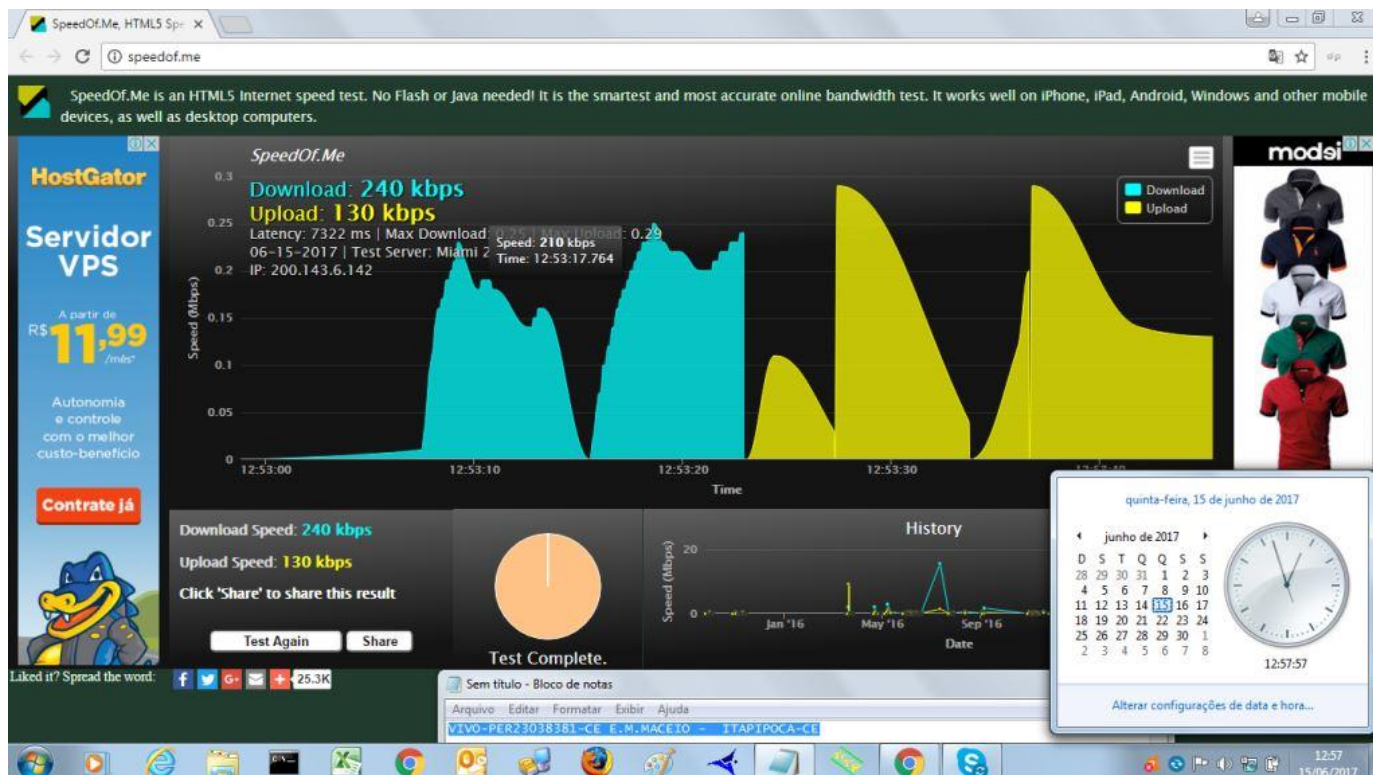 SpeedOf.Me, HTML5 Spe
speedof.me
SpeedOf.Me is an HTML5 Internet speed test. No Flash or Java needed! It is the smartest and most accurate online bandwidth test. It works well on iPhone, iPad, Android, Windows and other mobile
devices, as well as desktop computers.
HostGator
Servidor
VPS
A partir de
R$11,99
/mês*
Autonomia
e controle
com o melhor
custo-benefício
Contrate já
SpeedOf.Me
Download: 240 kbps
Upload: 130 kbps
Latency: 7322 ms | Max Download: 0.25 | Max Upload: 0.29
06-15-2017 | Test Server: Miami 2
IP: 200.143.6.142
Speed: 210 kbps
Time: 12:53:17.764
Download
Upload
Speed (Mbps)
0.3
0.25
0.2
0.15
0.1
0.05
0
12:53:00 12:53:10 12:53:20 12:53:30 12:53:40
Time
Download Speed: 240 kbps
Upload Speed: 130 kbps
Click 'Share' to share this result
Test Again Share
Test Complete.
History
Speed (Mbps)
20
0
Jan '16 May '16 Sep '16
Date
Liked it? Spread the word:
25.3K
Sem título - Bloco de notas
Arquivo Editar Formatar Exibir Ajuda
VIVO-PER23038381-CE E.M.MACEIO - ITAPIPOCA-CE
quinta-feira, 15 de junho de 2017
junho de 2017
D S T Q Q S S
28 29 30 31 1 2 3
4 5 6 7 8 9 10
11 12 13 14 15 16 17
18 19 20 21 22 23 24
25 26 27 28 29 30 1
2 3 4 5 6 7 8
12:57:57
Alterar configurações de data e hora...
12:57
15/06/2017